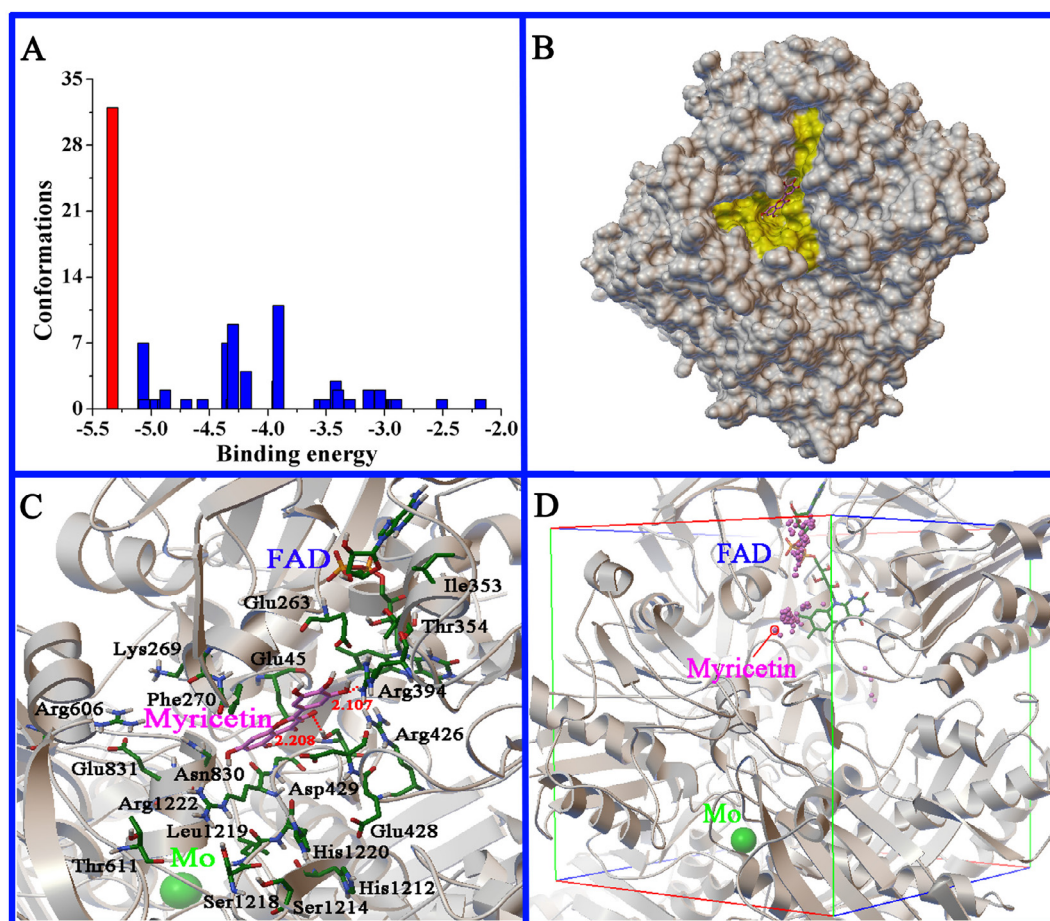 A
Conformations
35
28
21
14
7
0
-5.5 -5.0 -4.5 -4.0 -3.5 -3.0 -2.5 -2.0
Binding energy
B
C
FAD
Ile353
Glu263
Thr354
Lys269
Glu45
Phe270
Arg394
Myricetin
2.107
Arg606
Arg426
2.208
Glu831
Asn830
Asp429
Arg1222
Glu428
Leu1219
His1220
Thr611
Mo
His1212
Ser1218
Ser1214
D
FAD
Myricetin
Mo